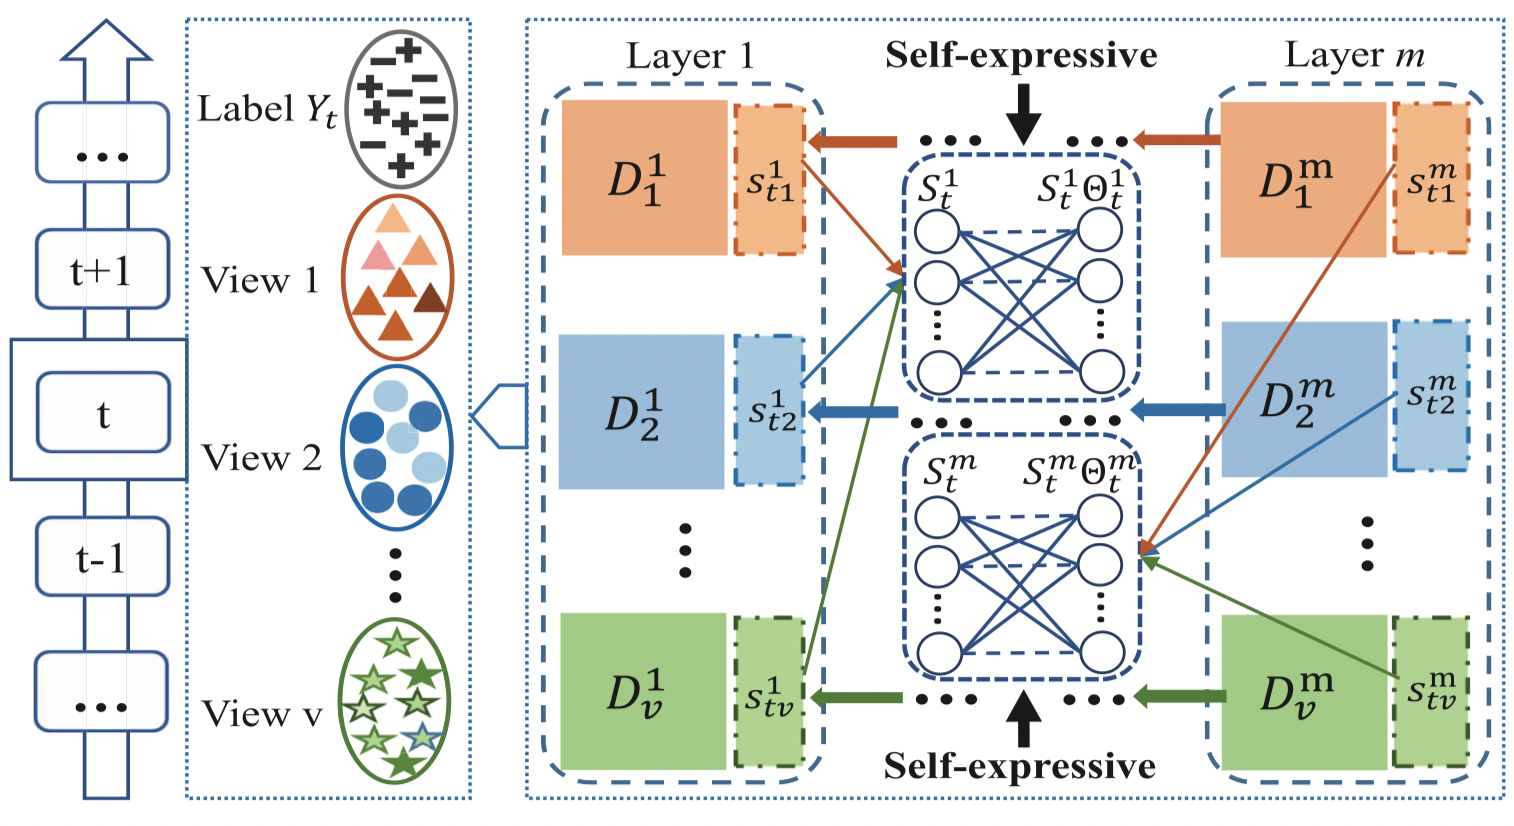 ...
t+1
t
t-1
...
Label Y_t
View 1
View 2
View v
Layer 1
Self-expressive
Layer m
D_1^1
s_{t1}^1
D_2^1
s_{t2}^1
D_v^1
s_{tv}^1
S_t^1
S_t^1 Θ_t^1
S_t^m
S_t^m Θ_t^m
Self-expressive
D_1^m
s_{t1}^m
D_2^m
s_{t2}^m
D_v^m
s_{tv}^m